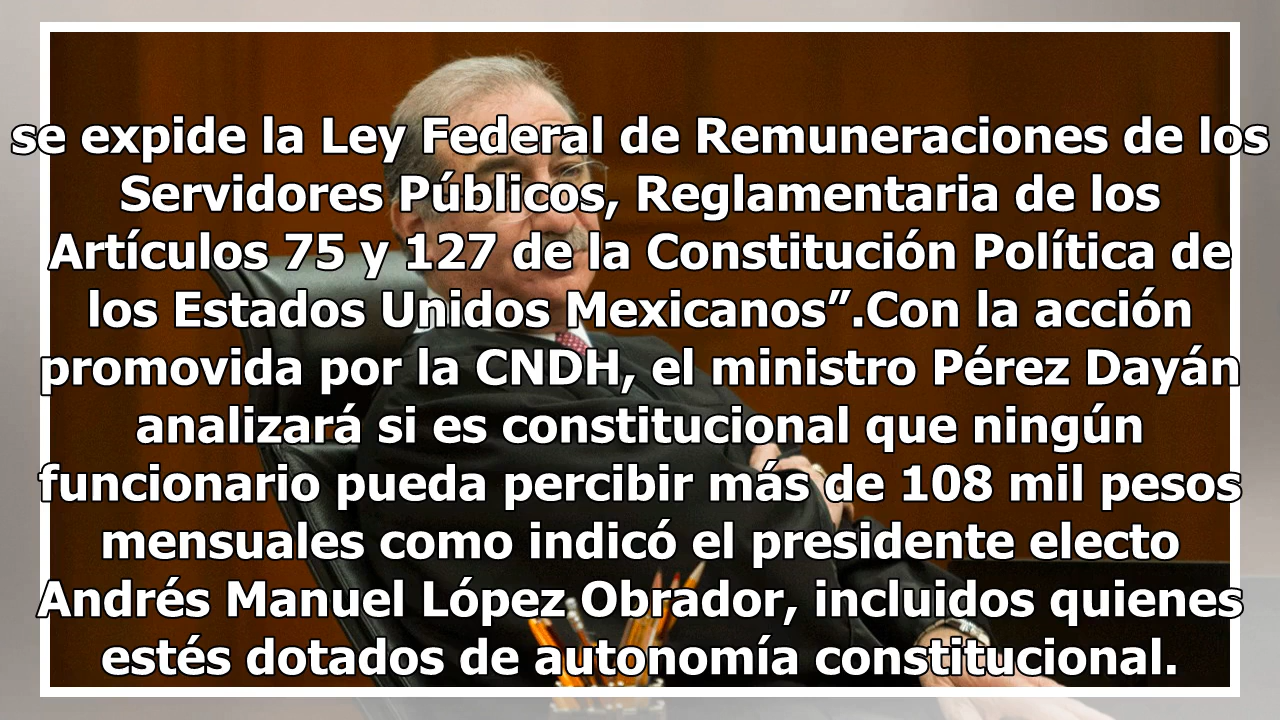 se expide la Ley Federal de Remuneraciones de los
Servidores Públicos, Reglamentaria de los
Artículos 75 y 127 de la Constitución Política de
los Estados Unidos Mexicanos”.Con la acción
promovida por la CNDH, el ministro Pérez Dayán
analizará si es constitucional que ningún
funcionario pueda percibir más de 108 mil pesos
mensuales como indicó el presidente electo
Andrés Manuel López Obrador, incluidos quienes
estés dotados de autonomía constitucional.